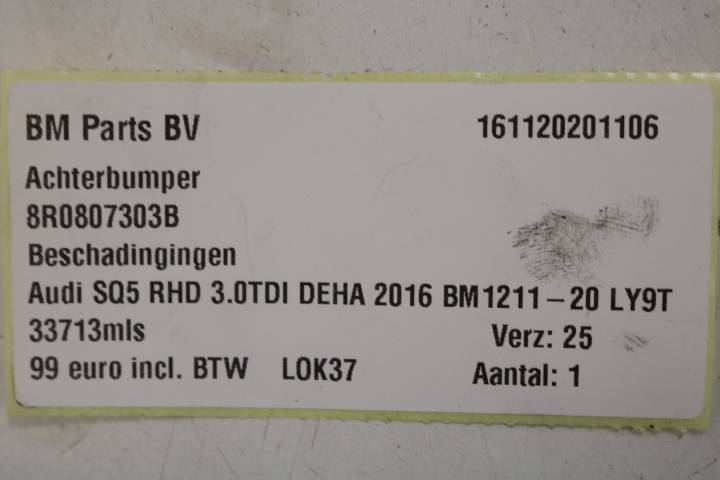 BM Parts BV 161120201106
Achterbumper
8R0807303B
Beschadingingen
Audi SQ5 RHD 3.0TDI DEHA 2016 BM1211-20 LY9T
33713mls Verz: 25
99 euro incl. BTW LOK37 Aantal: 1